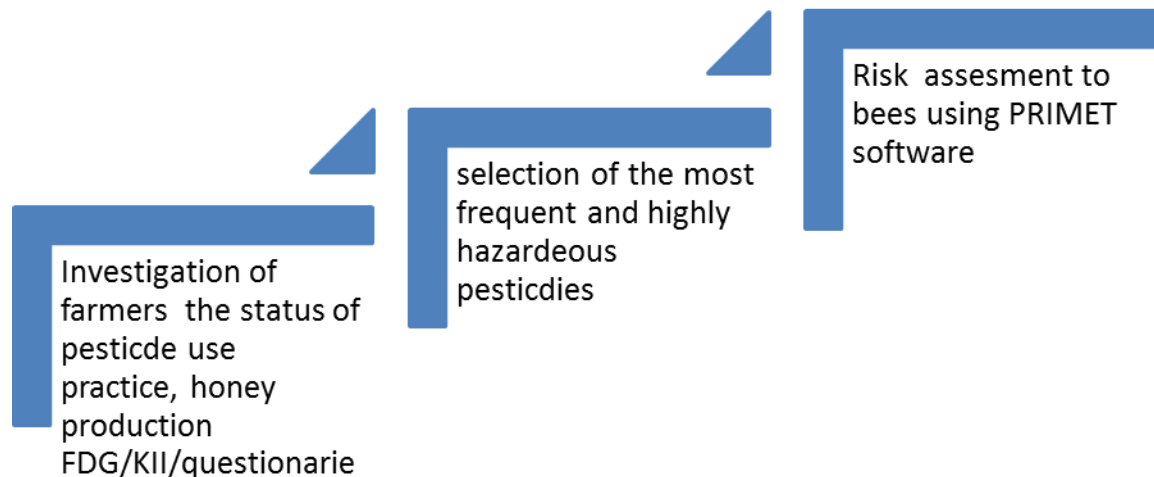 Investigation of
farmers  the status of
pesticde use
practice, honey
production
FDG/KII/questionarie
selection of the most
frequent and highly
hazardeous
pesticdies
Risk  assesment to
bees using PRIMET
software